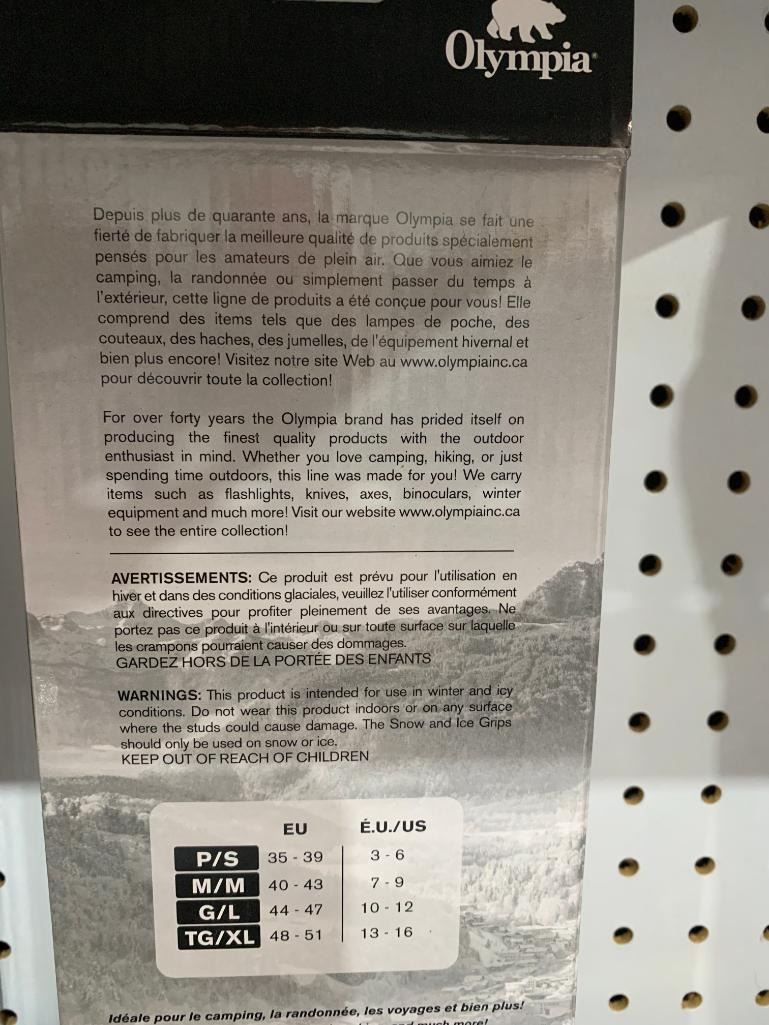 Olympia
Depuis plus de quarante ans, la marque Olympia se fait une
fierté de fabriquer la meilleure qualité de produits spécialement
pensés pour les amateurs de plein air. Que vous aimiez le
camping, la randonnée ou simplement passer du temps à
l'extérieur, cette ligne de produits a été conçue pour vous! Elle
comprend des items tels que des lampes de poche, des
couteaux, des haches, des jumelles, de l'équipement hivernal et
bien plus encore! Visitez notre site Web au www.olympiainc.ca
pour découvrir toute la collection!
For over forty years the Olympia brand has prided itself on
producing the finest quality products with the outdoor
enthusiast in mind. Whether you love camping, hiking, or just
spending time outdoors, this line was made for you! We carry
items such as flashlights, knives, axes, binoculars, winter
equipment and much more! Visit our website www.olympiainc.ca
to see the entire collection!
AVERTISSEMENTS: Ce produit est prévu pour l'utilisation en
hiver et dans des conditions glaciales, veuillez l'utiliser conformément
aux directives pour profiter pleinement de ses avantages. Ne
portez pas ce produit à l'intérieur ou sur toute surface sur laquelle
les crampons pourraient causer des dommages.
GARDEZ HORS DE LA PORTÉE DES ENFANTS
WARNINGS: This product is intended for use in winter and icy
conditions. Do not wear this product indoors or on any surface
where the studs could cause damage. The Snow and Ice Grips
should only be used on snow or ice.
KEEP OUT OF REACH OF CHILDREN
EU É.U./US
P/S 35 - 39 3 - 6
M/M 40 - 43 7 - 9
G/L 44 - 47 10 - 12
TG/XL 48 - 51 13 - 16
Idéale pour le camping, la randonnée, les voyages et bien plus!
and much more!